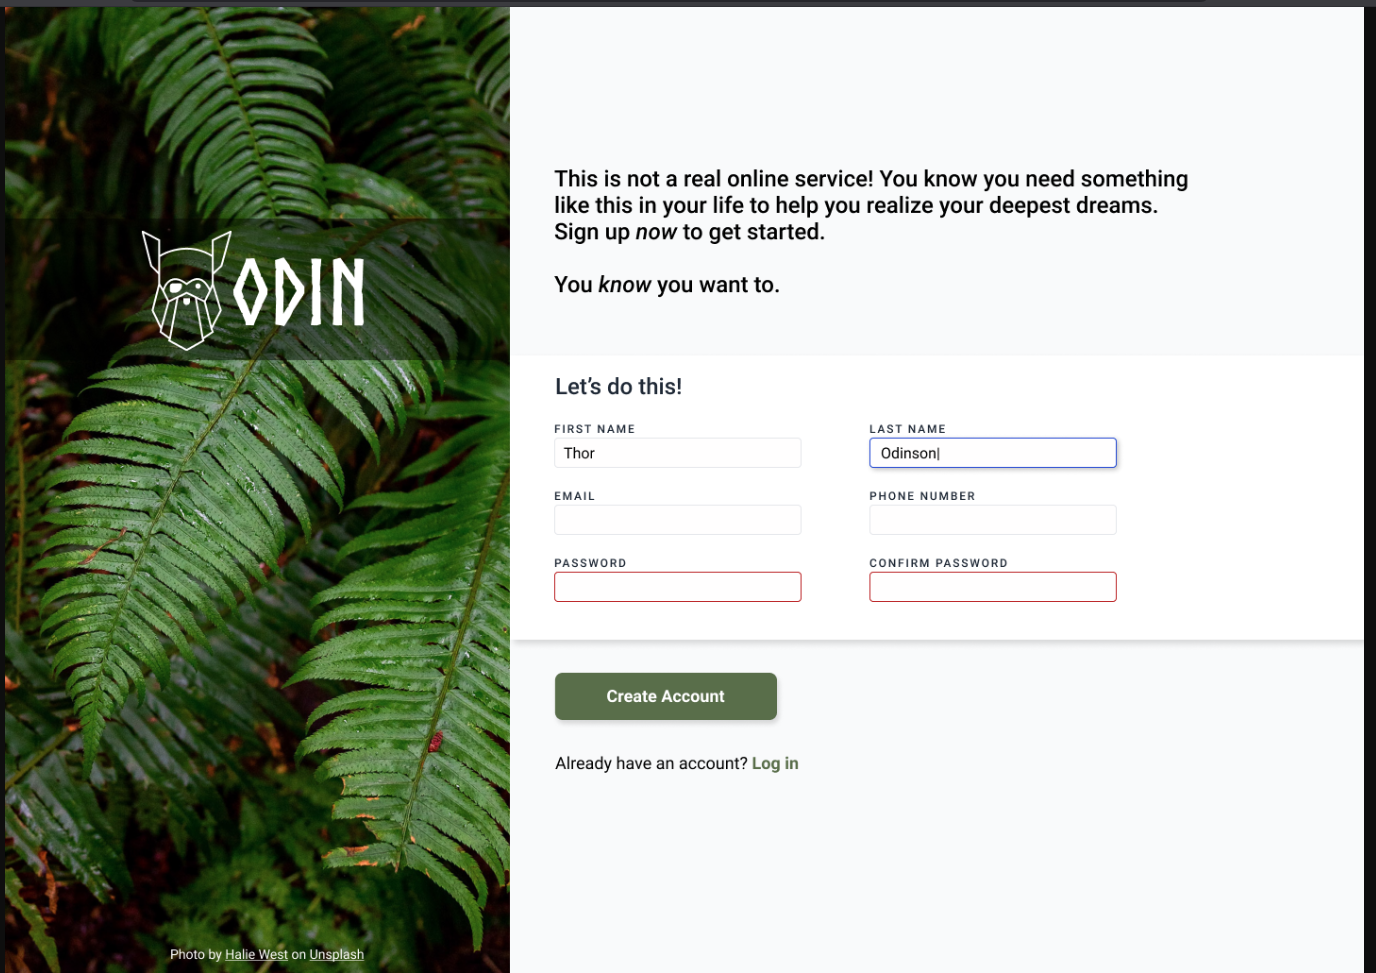 ODIN
Photo by Halie West on Unsplash
This is not a real online service! You know you need something
like this in your life to help you realize your deepest dreams.
Sign up now to get started.
You know you want to.
Let’s do this!
FIRST NAME
Thor
LAST NAME
Odinson
EMAIL
PHONE NUMBER
PASSWORD
CONFIRM PASSWORD
Create Account
Already have an account? Log in